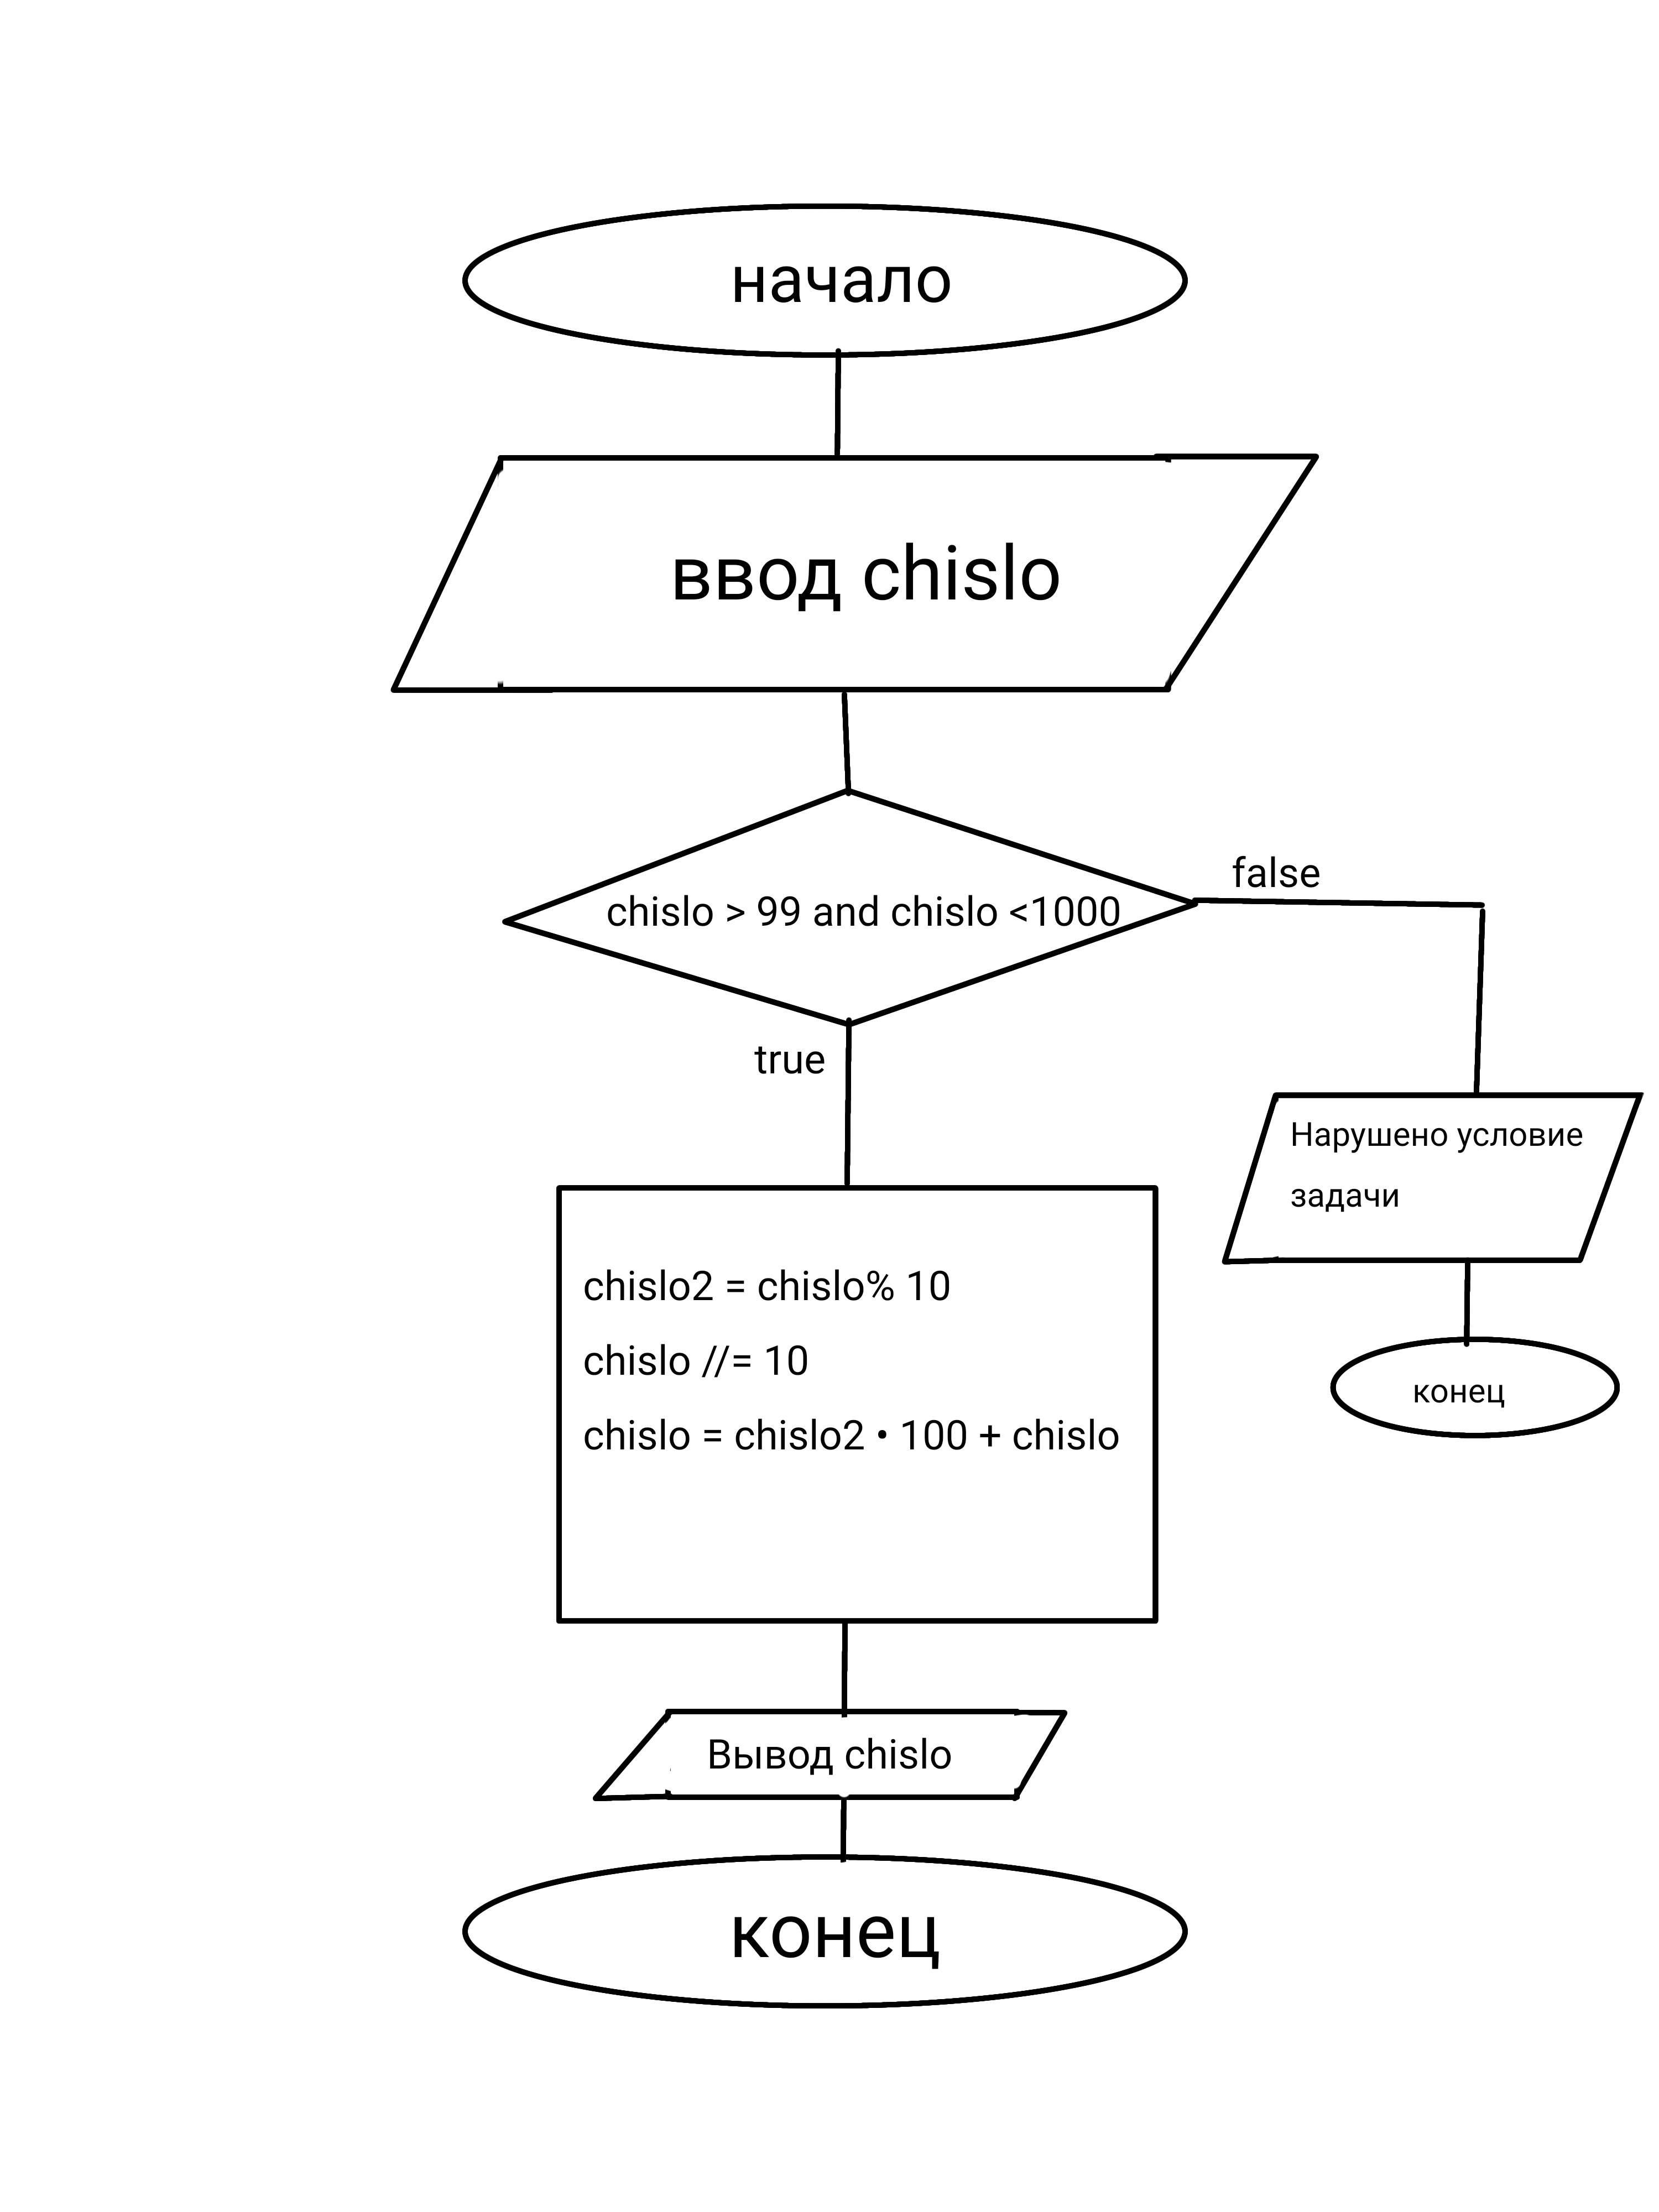 начало
ввод chislo
chislo > 99 and chislo <1000
false
true
Нарушено условие
задачи
chislo2 = chislo% 10
chislo //= 10
chislo = chislo2 • 100 + chislo
конец
Вывод chislo
конец